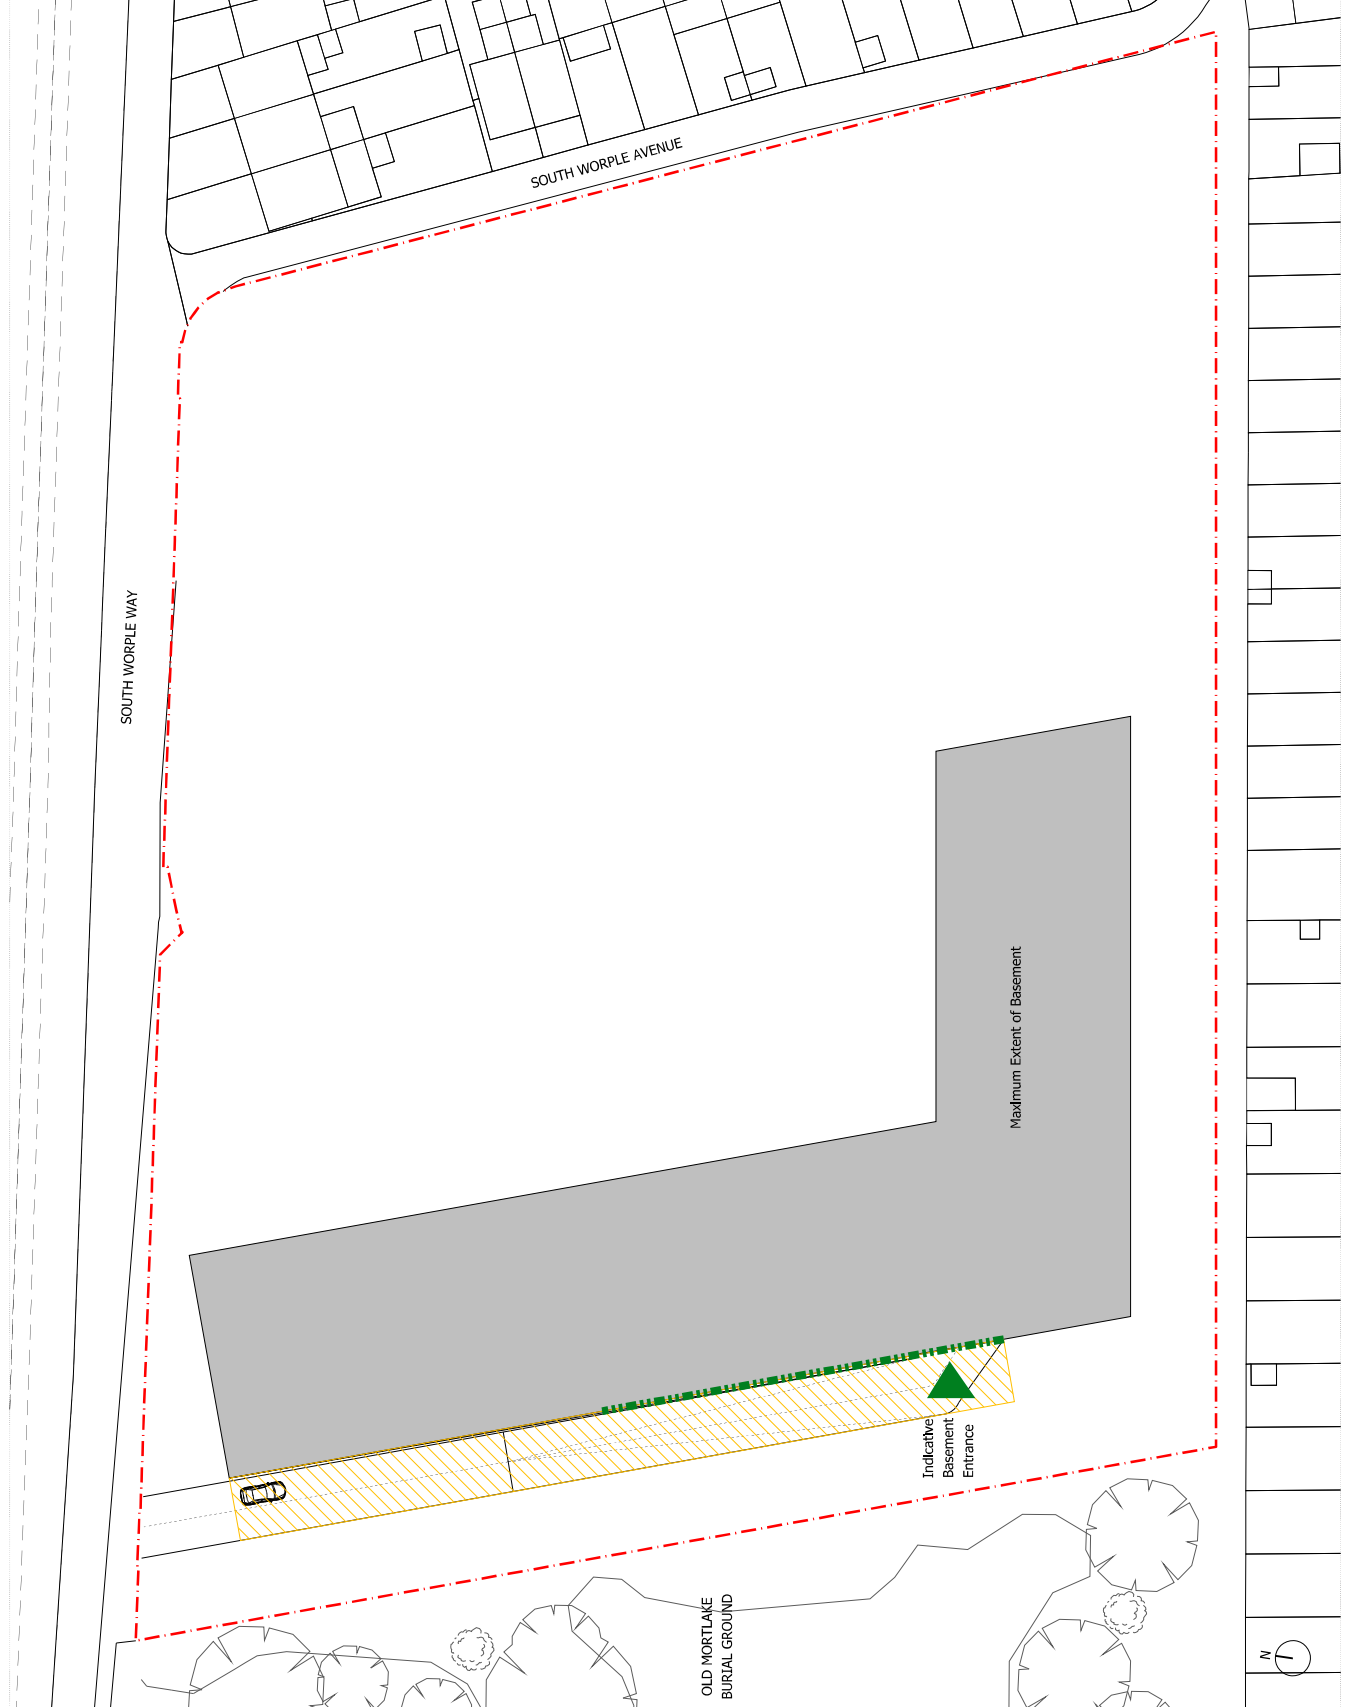 SOUTH WORPLE AVENUE
SOUTH WORPLE WAY
Maximum Extent of Basement
Indicative
Basement
Entrance
OLD MORTLAKE
BURIAL GROUND
N